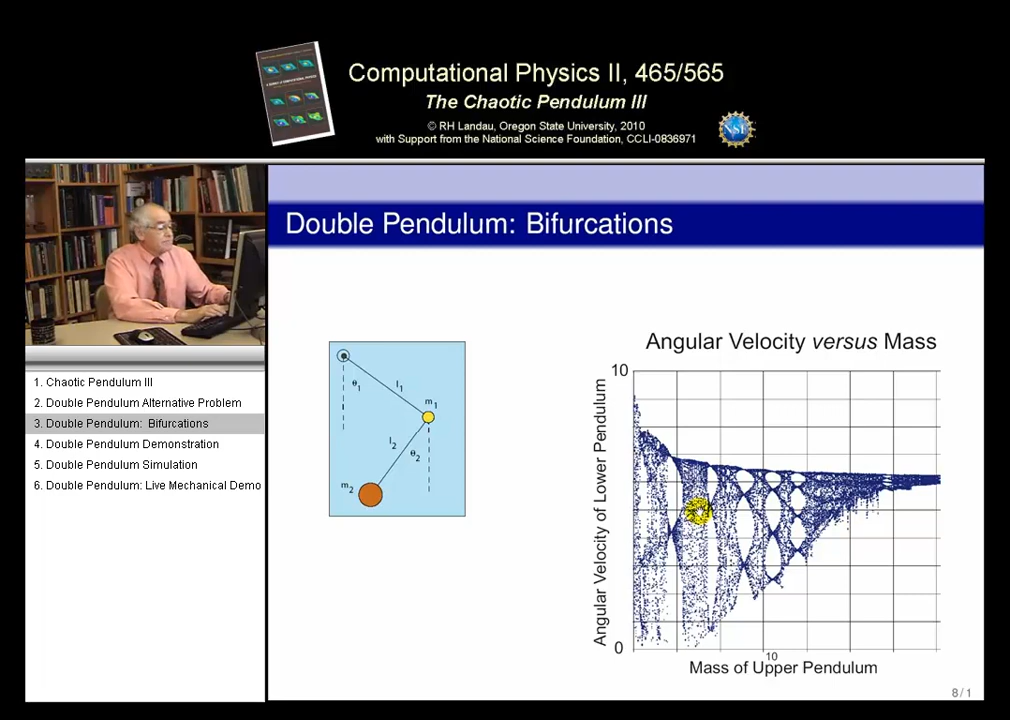 Computational Physics II, 465/565
The Chaotic Pendulum III
© RH Landau, Oregon State University, 2010
with Support from the National Science Foundation, CCLI-0836971
NSF
Double Pendulum: Bifurcations
1. Chaotic Pendulum III
2. Double Pendulum Alternative Problem
3. Double Pendulum: Bifurcations
4. Double Pendulum Demonstration
5. Double Pendulum Simulation
6. Double Pendulum: Live Mechanical Demo
θ1
l1
m1
l2
θ2
m2
Angular Velocity versus Mass
10
Angular Velocity of Lower Pendulum
0
10
Mass of Upper Pendulum
8 / 1